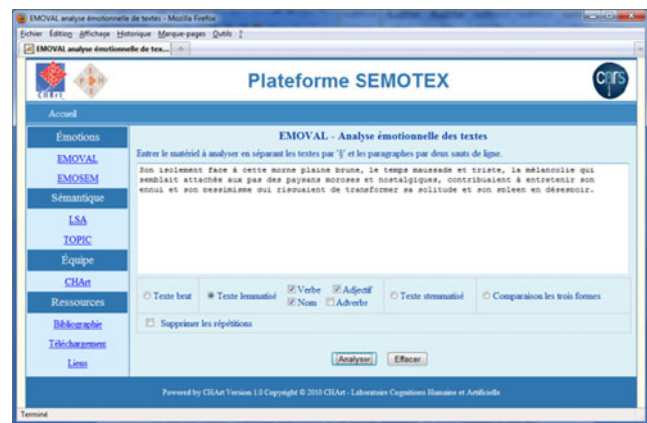 EMOVAL analyse émotionnelle de textes - Mozilla Firefox
Fichier Édition Affichage Historique Marque-pages Outils ?
EMOVAL analyse émotionnelle de tex...
CHArt
EPHE
Plateforme SEMOTEX
cnrs
Accueil
Émotions
EMOVAL
EMOSEM
Sémantique
LSA
TOPIC
Équipe
CHArt
Ressources
Bibliographie
Téléchargement
Liens
EMOVAL - Analyse émotionnelle des textes
Entrer le matériel à analyser en séparant les textes par '§' et les paragraphes par deux sauts de ligne.
Son isolement face à cette morne plaine brune, le temps maussade et triste, la mélancolie qui
semblait attachée aux pas des paysans moroses et nostalgiques, contribuaient à entretenir son
ennui et son pessimisme qui risquaient de transformer sa solitude et son spleen en désespoir.
Texte brut
Texte lemmatisé
Verbe Adjectif
Nom Adverbe
Texte stemmatisé
Comparaison les trois formes
Supprimer les répétitions
Analyser Effacer
Powered by CHArt Version 1.0 Copyright © 2010 CHArt - Laboratoire Cognitions Humaine et Artificielle
Terminé